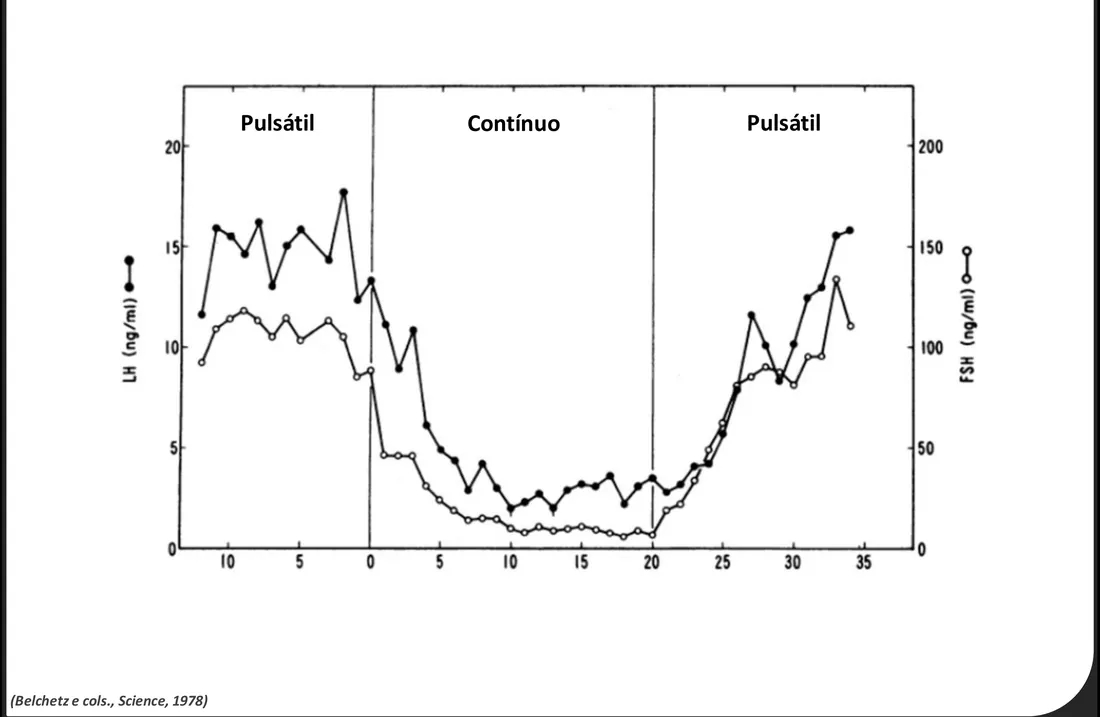 Pulsátil
Contínuo
Pulsátil
20
15
10
5
0
LH (ng/ml)
200
150
100
50
0
FSH (ng/ml)
10 5 0 5 10 15 20 25 30 35
(Belchetz e cols., Science, 1978)